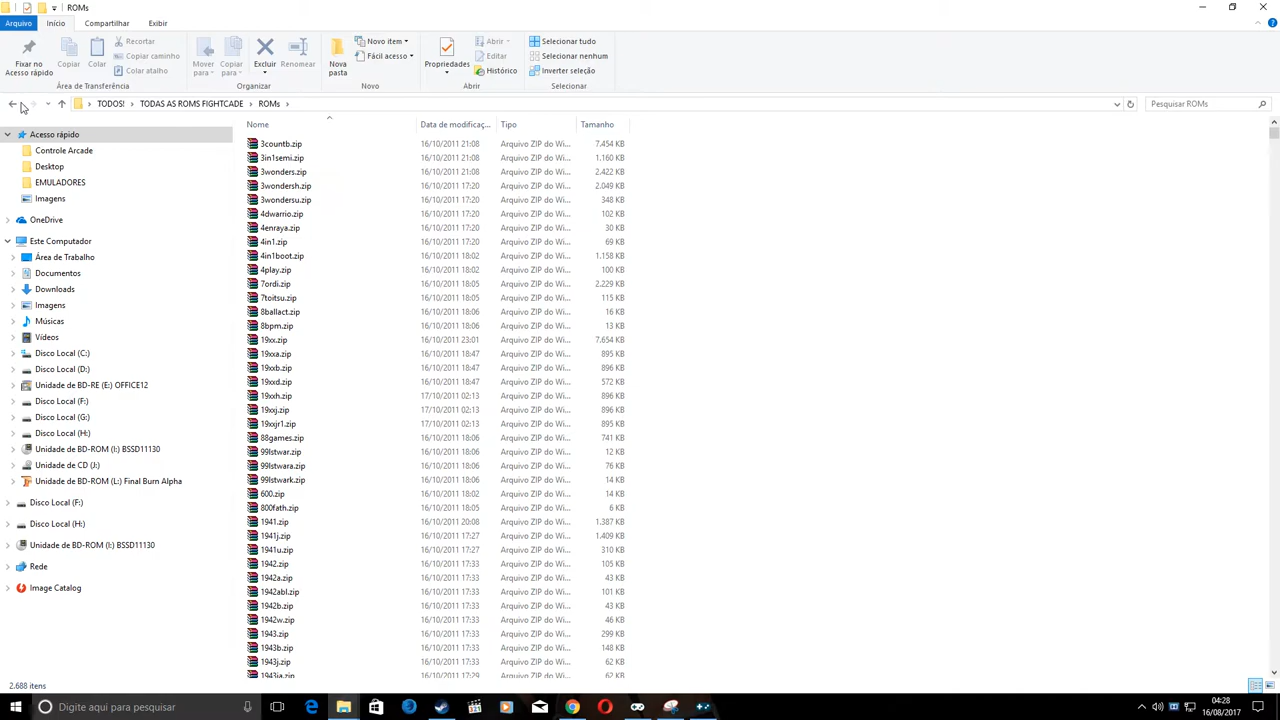 ROMs
Arquivo Início Compartilhar Exibir
Fixar no Acesso rápido
Copiar
Colar
Recortar
Copiar caminho
Colar atalho
Mover para
Copiar para
Excluir
Renomear
Nova pasta
Novo item
Fácil acesso
Propriedades
Abrir
Editar
Histórico
Selecionar tudo
Selecionar nenhum
Inverter seleção
Área de Transferência Organizar Novo Abrir Selecionar
TODOS! > TODAS AS ROMS FIGHTCADE > ROMs > Pesquisar ROMs
Acesso rápido
Controle Arcade
Desktop
EMULADORES
Imagens
OneDrive
Este Computador
Área de Trabalho
Documentos
Downloads
Imagens
Músicas
Vídeos
Disco Local (C:)
Disco Local (D:)
Unidade de BD-RE (E:) OFFICE12
Disco Local (F:)
Disco Local (G:)
Disco Local (H:)
Unidade de BD-ROM (I:) BSSD11130
Unidade de CD (J:)
Unidade de BD-ROM (L:) Final Burn Alpha
Disco Local (F:)
Disco Local (H:)
Unidade de BD-ROM (I:) BSSD11130
Rede
Image Catalog
Nome Data de modificaç... Tipo Tamanho
3countb.zip 16/10/2011 21:08 Arquivo ZIP do Wi... 7.454 KB
3in1semi.zip 16/10/2011 21:08 Arquivo ZIP do Wi... 1.160 KB
3wonders.zip 16/10/2011 21:08 Arquivo ZIP do Wi... 2.422 KB
3wondersh.zip 16/10/2011 17:20 Arquivo ZIP do Wi... 2.049 KB
3wondersu.zip 16/10/2011 17:20 Arquivo ZIP do Wi... 348 KB
4dwarrio.zip 16/10/2011 17:20 Arquivo ZIP do Wi... 102 KB
4enraya.zip 16/10/2011 17:20 Arquivo ZIP do Wi... 30 KB
4in1.zip 16/10/2011 17:20 Arquivo ZIP do Wi... 69 KB
4in1boot.zip 16/10/2011 18:02 Arquivo ZIP do Wi... 1.158 KB
4play.zip 16/10/2011 18:02 Arquivo ZIP do Wi... 100 KB
7ordi.zip 16/10/2011 18:05 Arquivo ZIP do Wi... 2.229 KB
7toitsu.zip 16/10/2011 18:05 Arquivo ZIP do Wi... 115 KB
8ballact.zip 16/10/2011 18:06 Arquivo ZIP do Wi... 16 KB
8bpm.zip 16/10/2011 18:06 Arquivo ZIP do Wi... 13 KB
19xx.zip 16/10/2011 23:01 Arquivo ZIP do Wi... 7.654 KB
19xxa.zip 16/10/2011 18:47 Arquivo ZIP do Wi... 895 KB
19xxb.zip 16/10/2011 18:47 Arquivo ZIP do Wi... 896 KB
19xxd.zip 16/10/2011 18:47 Arquivo ZIP do Wi... 572 KB
19xxh.zip 17/10/2011 02:13 Arquivo ZIP do Wi... 896 KB
19xxj.zip 17/10/2011 02:13 Arquivo ZIP do Wi... 896 KB
19xxjr1.zip 17/10/2011 02:13 Arquivo ZIP do Wi... 895 KB
88games.zip 16/10/2011 18:06 Arquivo ZIP do Wi... 741 KB
99lstwar.zip 16/10/2011 18:06 Arquivo ZIP do Wi... 12 KB
99lstwara.zip 16/10/2011 18:06 Arquivo ZIP do Wi... 76 KB
99lstwark.zip 16/10/2011 18:06 Arquivo ZIP do Wi... 14 KB
600.zip 16/10/2011 18:02 Arquivo ZIP do Wi... 14 KB
800fath.zip 16/10/2011 18:05 Arquivo ZIP do Wi... 6 KB
1941.zip 16/10/2011 20:08 Arquivo ZIP do Wi... 1.387 KB
1941j.zip 16/10/2011 17:27 Arquivo ZIP do Wi... 1.409 KB
1941u.zip 16/10/2011 17:27 Arquivo ZIP do Wi... 310 KB
1942.zip 16/10/2011 17:33 Arquivo ZIP do Wi... 105 KB
1942a.zip 16/10/2011 17:33 Arquivo ZIP do Wi... 43 KB
1942abl.zip 16/10/2011 17:33 Arquivo ZIP do Wi... 101 KB
1942b.zip 16/10/2011 17:33 Arquivo ZIP do Wi... 43 KB
1942w.zip 16/10/2011 17:33 Arquivo ZIP do Wi... 46 KB
1943.zip 16/10/2011 17:33 Arquivo ZIP do Wi... 299 KB
1943b.zip 16/10/2011 17:33 Arquivo ZIP do Wi... 148 KB
1943j.zip 16/10/2011 17:33 Arquivo ZIP do Wi... 62 KB
1943ja.zip 16/10/2011 17:29 Arquivo ZIP do Wi... 62 KB
2.688 itens
Digite aqui para pesquisar
04:28
16/08/2017